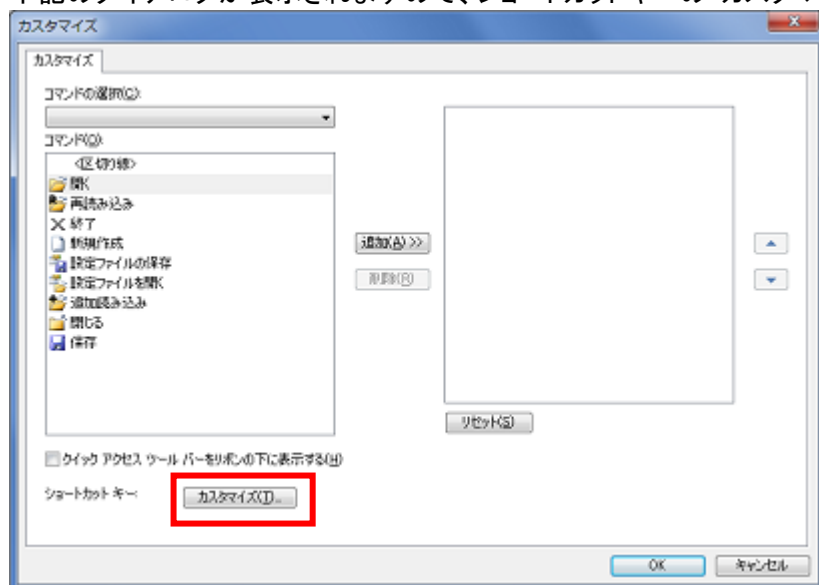 カスタマイズ
カスタマイズ
コマンドの選択(C):
コマンド(O):
<区切り線>
開く
再読み込み
終了
新規作成
設定ファイルの保存
設定ファイルを開く
追加読み込み
閉じる
保存
追加(A) >>
削除(R)
リセット(S)
クイック アクセス ツール バーをリボンの下に表示する(H)
ショートカット キー:
カスタマイズ(T)...
OK
キャンセル